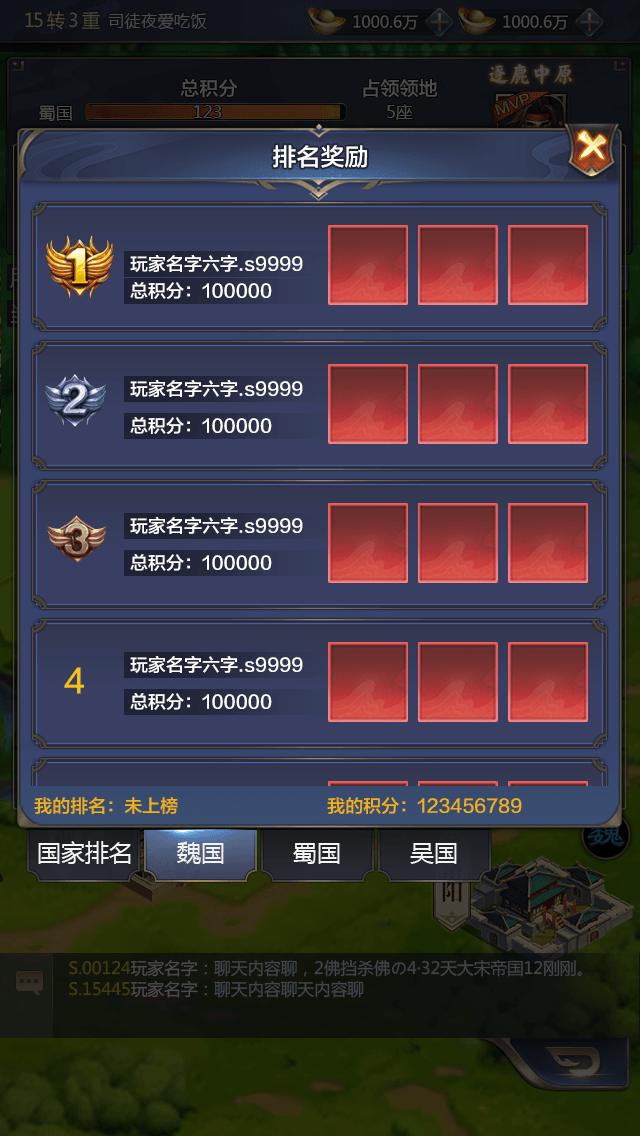 15转3重 司徒夜爱吃饭 1000.6万 1000.6万
逐鹿中原
总积分 占领领地
蜀国 123 5座
MVP
排名奖励
1 玩家名字六字.s9999
总积分：100000
2 玩家名字六字.s9999
总积分：100000
3 玩家名字六字.s9999
总积分：100000
4 玩家名字六字.s9999
总积分：100000
我的排名：未上榜 我的积分：123456789
国家排名 魏国 蜀国 吴国
魏
阳
S.00124玩家名字：聊天内容聊，2佛挡杀佛の4·32天大宋帝国12刚刚。
S.15445玩家名字：聊天内容聊天内容聊